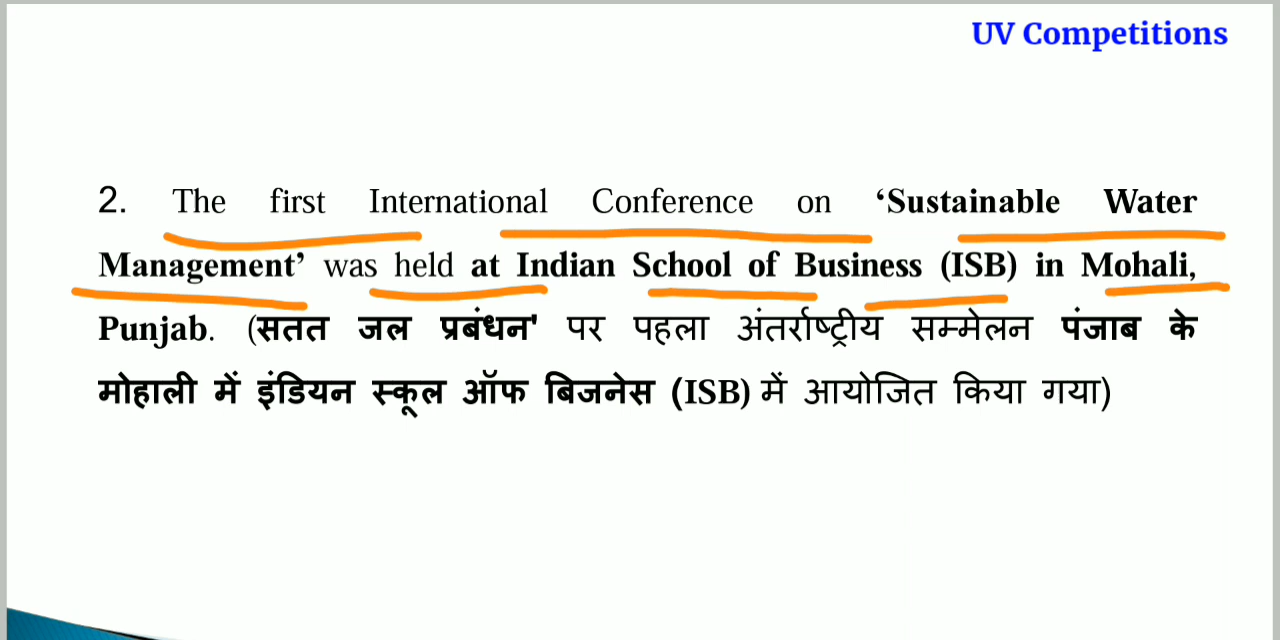 UV Competitions
2. The first International Conference on ‘Sustainable Water
Management’ was held at Indian School of Business (ISB) in Mohali,
Punjab. (सतत जल प्रबंधन' पर पहला अंतर्राष्ट्रीय सम्मेलन पंजाब के
मोहाली में इंडियन स्कूल ऑफ बिजनेस (ISB) में आयोजित किया गया)